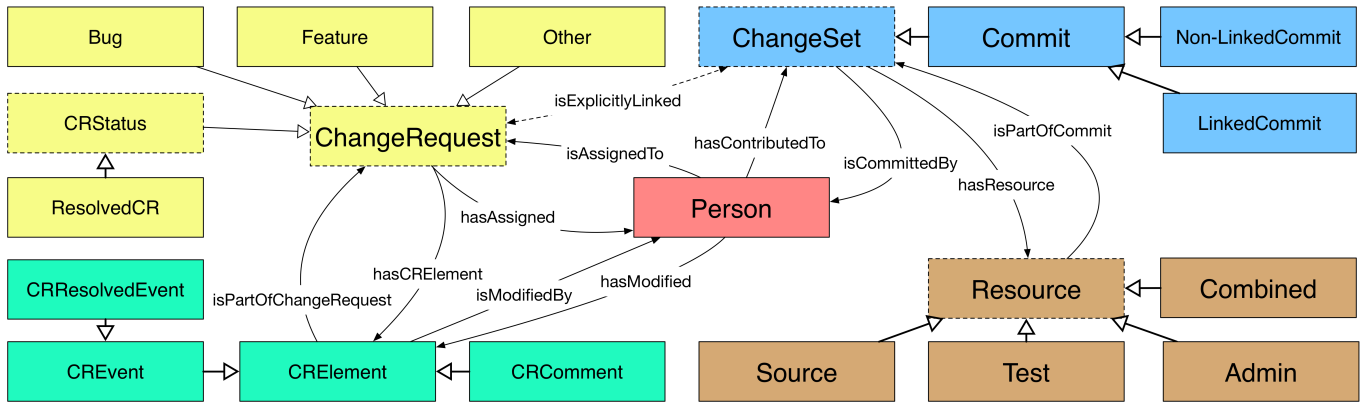 Bug
Feature
Other
ChangeSet
Commit
Non-LinkedCommit
isExplicitlyLinked
CRStatus
ChangeRequest
LinkedCommit
isPartOfCommit
hasContributedTo
isAssignedTo
isCommittedBy
hasResource
ResolvedCR
Person
hasAssigned
CRResolvedEvent
hasCRElement
isPartOfChangeRequest
isModifiedBy
hasModified
Resource
Combined
CREvent
CRElement
CRComment
Source
Test
Admin